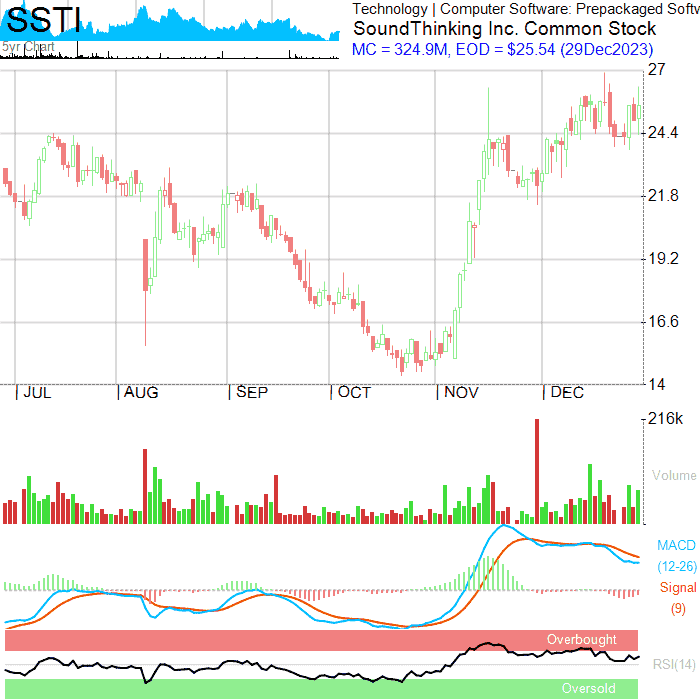 SSTI
5yr Chart
Technology | Computer Software: Prepackaged Softw
SoundThinking Inc. Common Stock
MC = 324.9M, EOD = $25.54 (29Dec2023)
27
24.4
21.8
19.2
16.6
14
JUL AUG SEP OCT NOV DEC
216k
Volume
MACD
(12-26)
Signal
(9)
Overbought
RSI(14)
Oversold